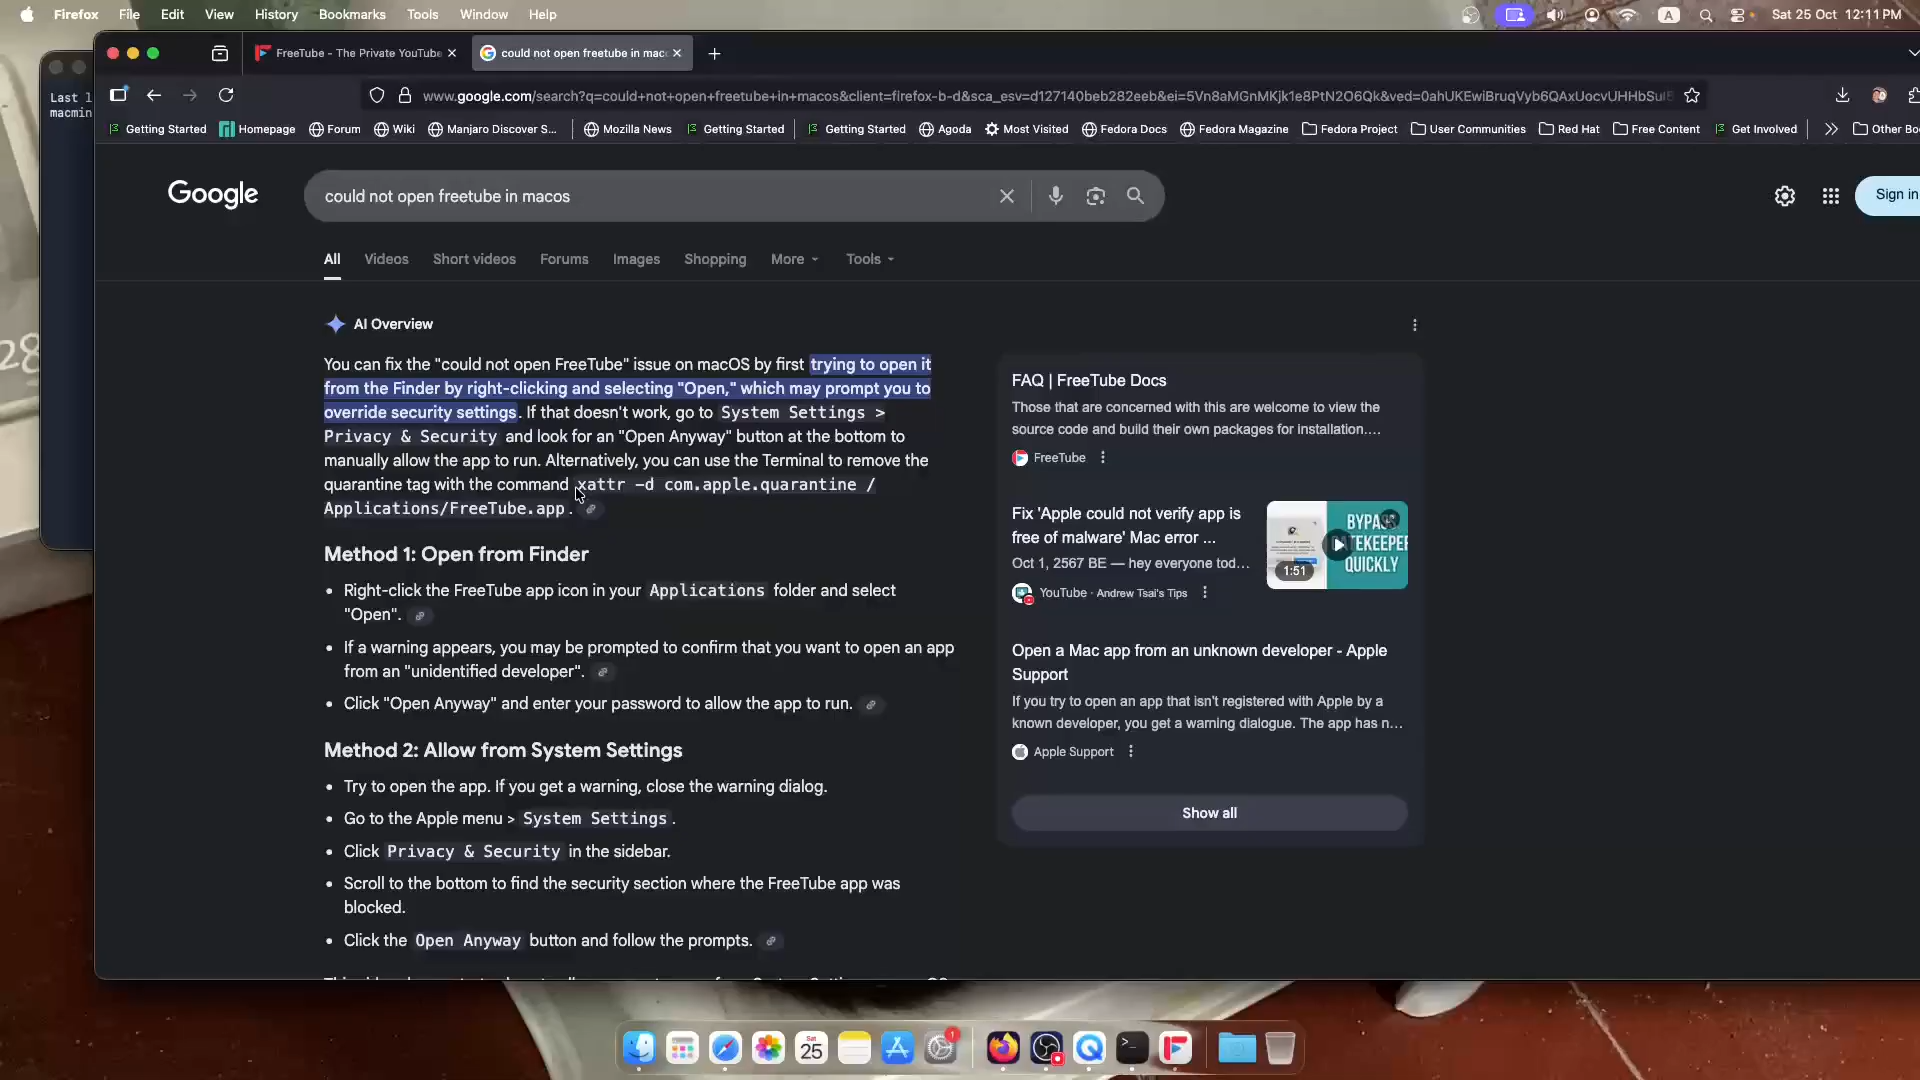 Firefox File Edit View History Bookmarks Tools Window Help
A
Sat 25 Oct 12:11 PM
FreeTube - The Private YouTube
could not open freetube in mac
Last l
macmin
www.google.com/search?q=could+not+open+freetube+in+macos&client=firefox-b-d&sca_esv=d127140beb282eeb&ei=5Vn8aMGnMKjk1e8PtN2O6Qk&ved=0ahUKEwiBruqVyb6QAxUocvUHHbSul
Getting Started Homepage Forum Wiki Manjaro Discover S... Mozilla News Getting Started Getting Started Agoda Most Visited Fedora Docs Fedora Magazine Fedora Project User Communities Red Hat Free Content Get Involved Other Bo
Google
could not open freetube in macos
Sign in
All Videos Short videos Forums Images Shopping More Tools
28
AI Overview
You can fix the "could not open FreeTube" issue on macOS by first trying to open it
from the Finder by right-clicking and selecting "Open," which may prompt you to
override security settings. If that doesn't work, go to System Settings >
Privacy & Security and look for an "Open Anyway" button at the bottom to
manually allow the app to run. Alternatively, you can use the Terminal to remove the
quarantine tag with the command xattr -d com.apple.quarantine /
Applications/FreeTube.app.
Method 1: Open from Finder
• Right-click the FreeTube app icon in your Applications folder and select
"Open".
• If a warning appears, you may be prompted to confirm that you want to open an app
from an "unidentified developer".
• Click "Open Anyway" and enter your password to allow the app to run.
Method 2: Allow from System Settings
• Try to open the app. If you get a warning, close the warning dialog.
• Go to the Apple menu > System Settings.
• Click Privacy & Security in the sidebar.
• Scroll to the bottom to find the security section where the FreeTube app was
blocked.
• Click the Open Anyway button and follow the prompts.
FAQ | FreeTube Docs
Those that are concerned with this are welcome to view the
source code and build their own packages for installation....
FreeTube
Fix 'Apple could not verify app is
free of malware' Mac error ...
Oct 1, 2567 BE — hey everyone tod...
YouTube · Andrew Tsai's Tips
BYPASS
GATEKEEPER
QUICKLY
1:51
Open a Mac app from an unknown developer - Apple
Support
If you try to open an app that isn't registered with Apple by a
known developer, you get a warning dialogue. The app has n...
Apple Support
Show all
Sat
25
1